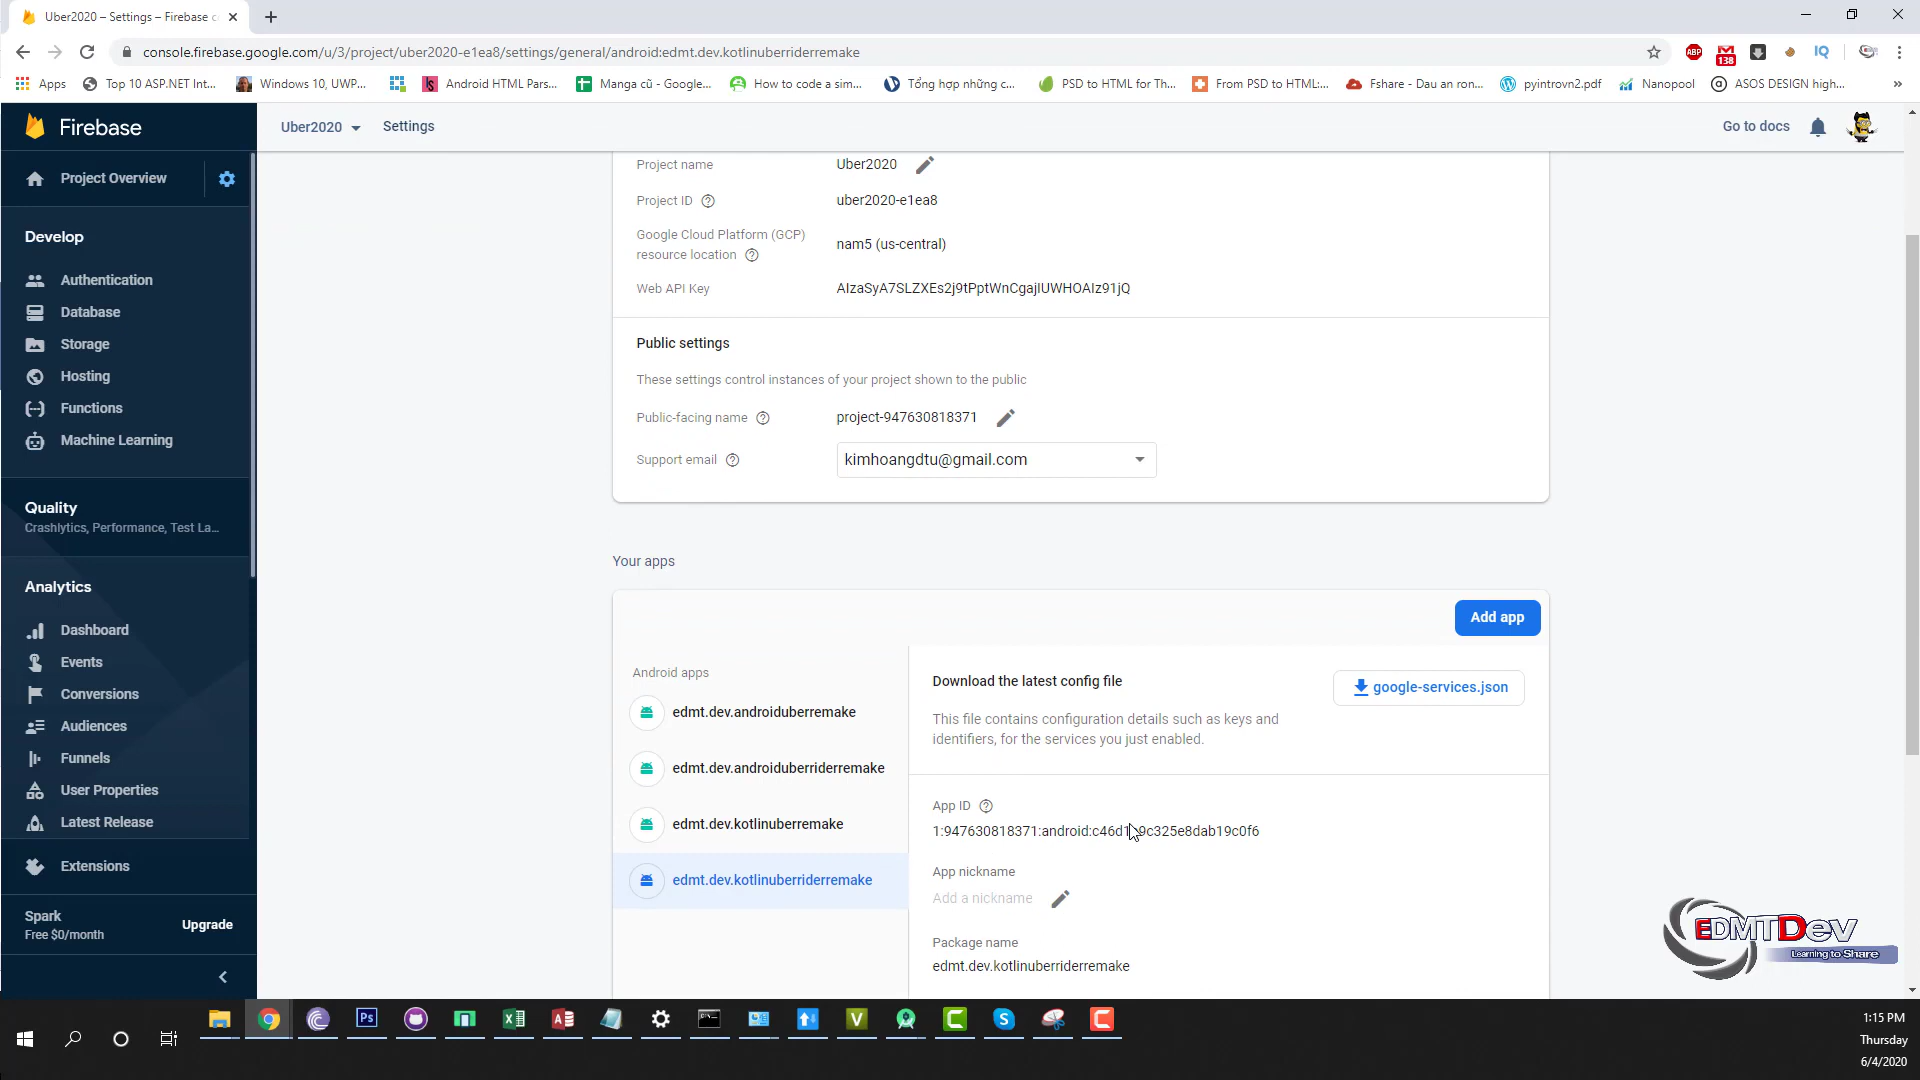 Uber2020 – Settings – Firebase c
console.firebase.google.com/u/3/project/uber2020-e1ea8/settings/general/android:edmt.dev.kotlinuberriderremake
ABP
138
IQ
Apps
Top 10 ASP.NET Int...
Windows 10, UWP...
Android HTML Pars...
Manga cũ - Google...
How to code a sim...
Tổng hợp những c...
PSD to HTML for Th...
From PSD to HTML:...
Fshare - Dau an ron...
pyintrovn2.pdf
Nanopool
ASOS DESIGN high...
»
Firebase
Uber2020
Settings
Go to docs
Project Overview
Develop
Authentication
Database
Storage
Hosting
Functions
Machine Learning
Quality
Crashlytics, Performance, Test La...
Analytics
Dashboard
Events
Conversions
Audiences
Funnels
User Properties
Latest Release
Extensions
Spark
Free $0/month
Upgrade
Project name
Uber2020
Project ID
uber2020-e1ea8
Google Cloud Platform (GCP)
resource location
nam5 (us-central)
Web API Key
AIzaSyA7SLZXEs2j9tPptWnCgajIUWHOAIz91jQ
Public settings
These settings control instances of your project shown to the public
Public-facing name
project-947630818371
Support email
kimhoangdtu@gmail.com
Your apps
Add app
Android apps
edmt.dev.androiduberremake
edmt.dev.androiduberriderremake
edmt.dev.kotlinuberremake
edmt.dev.kotlinuberriderremake
Download the latest config file
google-services.json
This file contains configuration details such as keys and
identifiers, for the services you just enabled.
App ID
App nickname
Add a nickname
Package name
edmt.dev.kotlinuberriderremake
EDMTDev
Learning to Share
Ps
1:15 PM
Thursday
6/4/2020